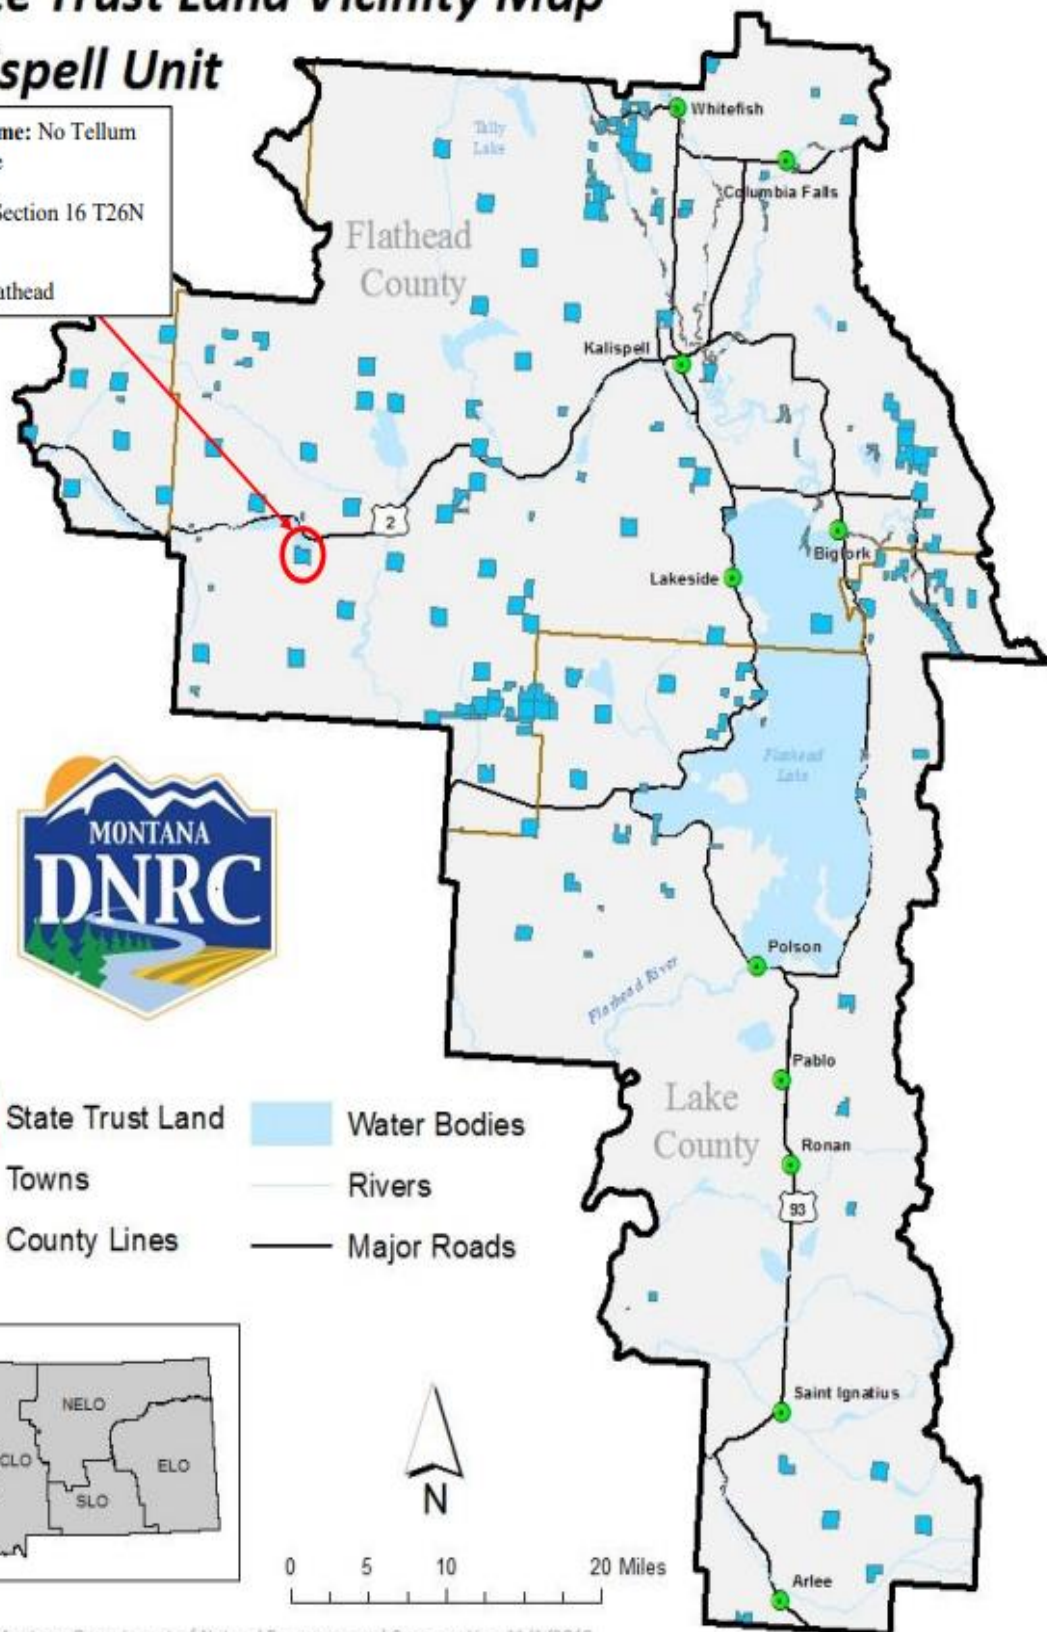 Trust Land Vicinity Map
spell Unit
me: No Tellum
Section 16 T26N
athead
Whitefish
Tally
Lake
Columbia Falls
Flathead
County
Kalispell
2
Bigfork
Lakeside
Flathead
Lake
MONTANA
DNRC
Polson
Flathead River
Pablo
Lake
County
Ronan
93
State Trust Land
Water Bodies
Towns
Rivers
County Lines
Major Roads
NELO
CLO
ELO
SLO
Saint Ignatius
N
0 5 10 20 Miles
Arlee